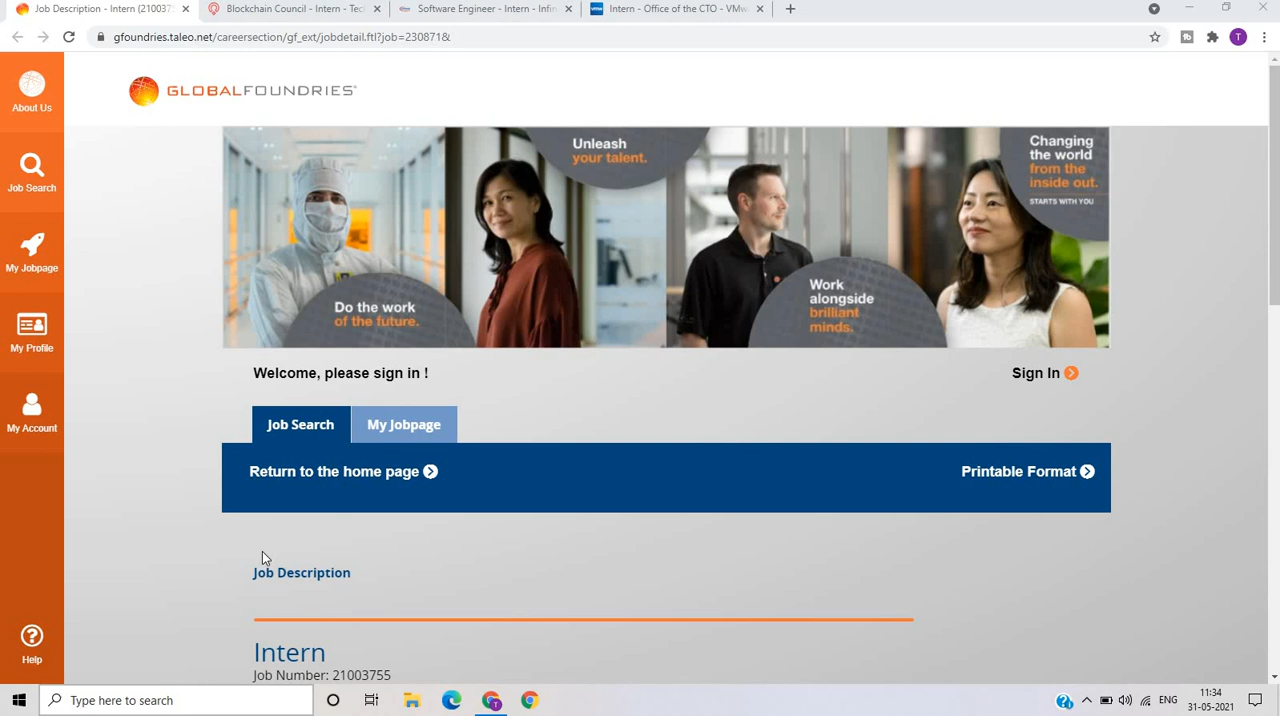 Job Description - Intern (21003755
Blockchain Council - Intern - Tech
Software Engineer - Intern - Infin
Intern - Office of the CTO - VMw
gfoundries.taleo.net/careersection/gf_ext/jobdetail.ftl?job=230871&
T
About Us
Job Search
My Jobpage
My Profile
My Account
Help
GLOBALFOUNDRIES
Do the work
of the future.
Unleash
your talent.
Work
alongside
brilliant
minds.
Changing
the world
from the
inside out.
STARTS WITH YOU
Welcome, please sign in !
Sign In
Job Search
My Jobpage
Return to the home page
Printable Format
Job Description
Intern
Job Number: 21003755
Type here to search
ENG
11:34
31-05-2021